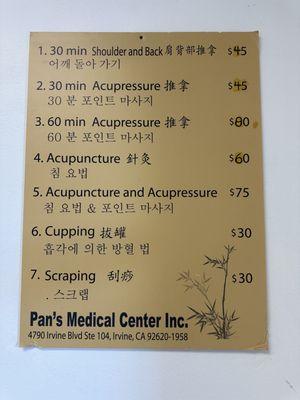 1. 30 min Shoulder and Back 肩背部推拿 $45
어깨 돌아 가기
2. 30 min Acupressure 推拿 $45
30 분 포인트 마사지
3. 60 min Acupressure 推拿 $80
60 분 포인트 마사지
4. Acupuncture 針灸 $60
침 요법
5. Acupuncture and Acupressure $75
침 요법 & 포인트 마사지
6. Cupping 拔罐 $30
흡각에 의한 방혈 법
7. Scraping 刮痧 $30
. 스크랩
Pan's Medical Center Inc.
4790 Irvine Blvd Ste 104, Irvine, CA 92620-1958